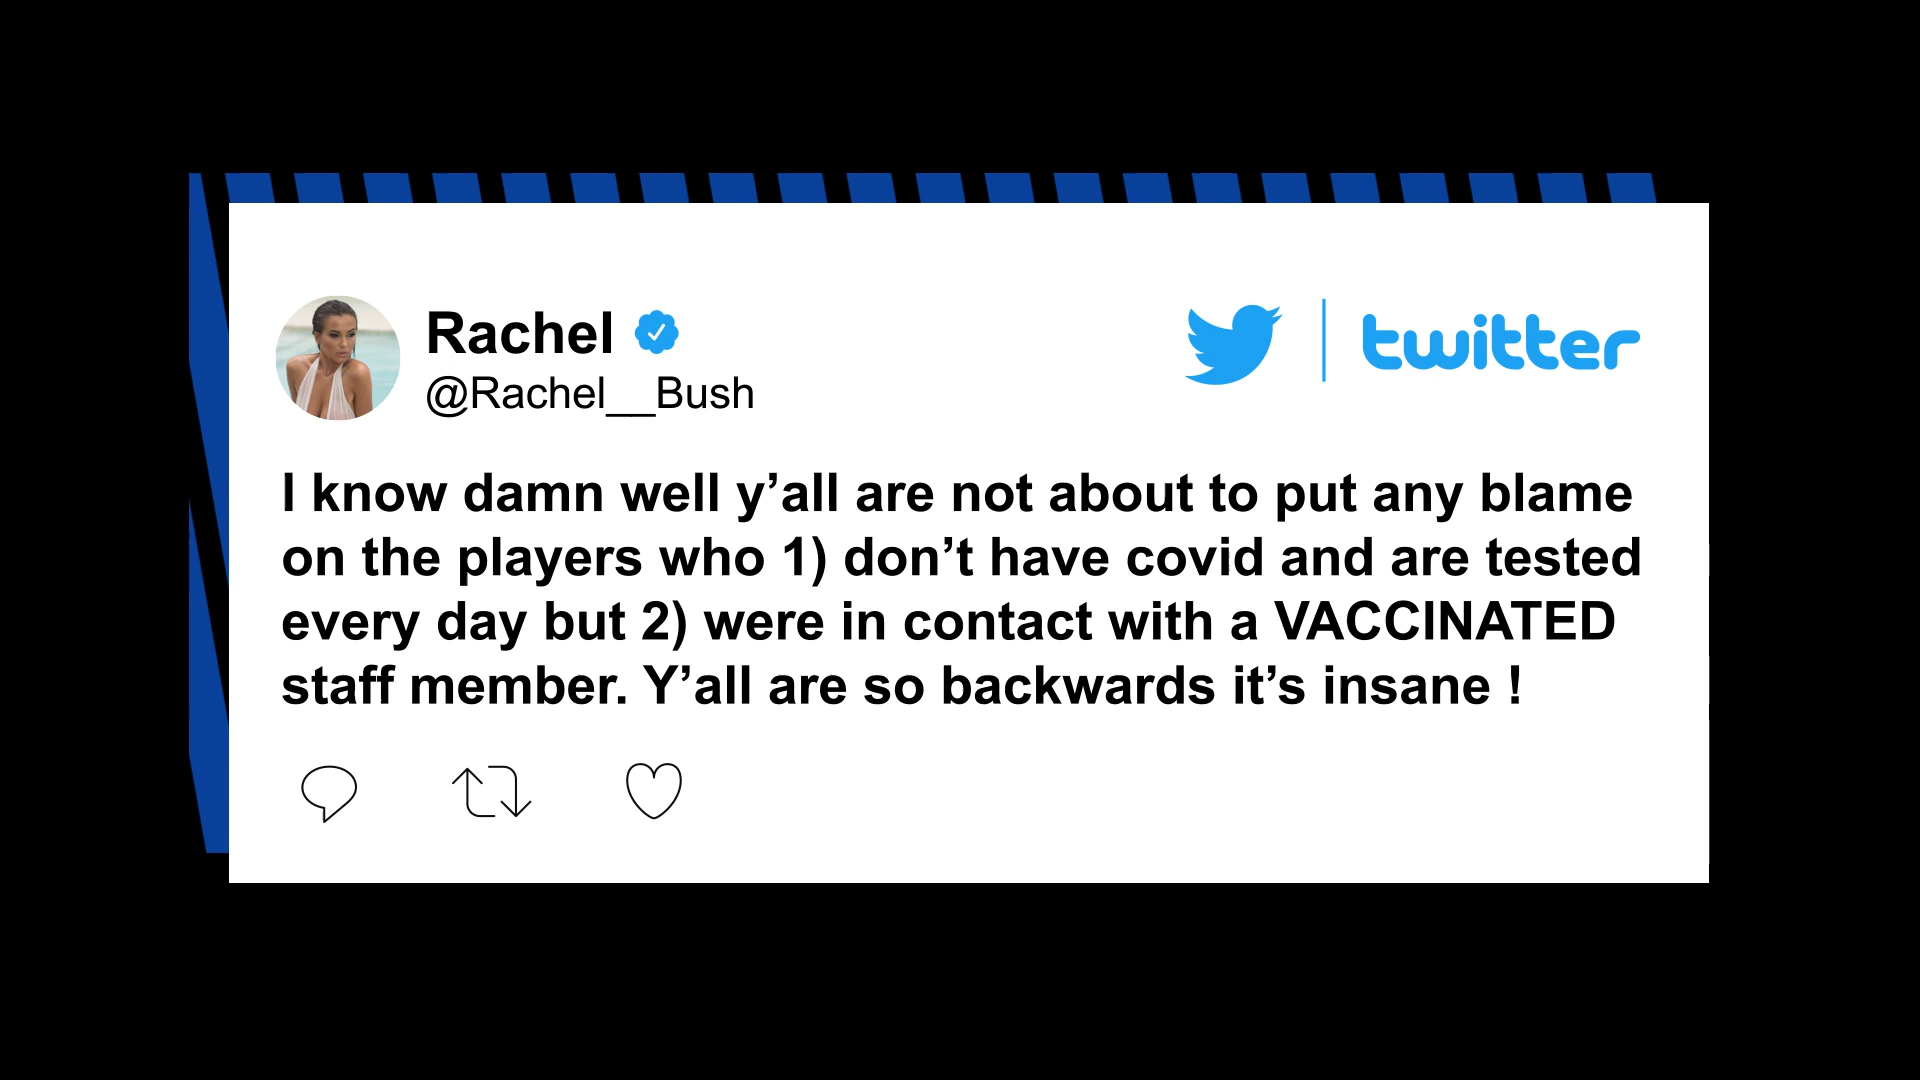 Rachel
@Rachel__Bush
twitter
I know damn well y’all are not about to put any blame
on the players who 1) don’t have covid and are tested
every day but 2) were in contact with a VACCINATED
staff member. Y’all are so backwards it’s insane !